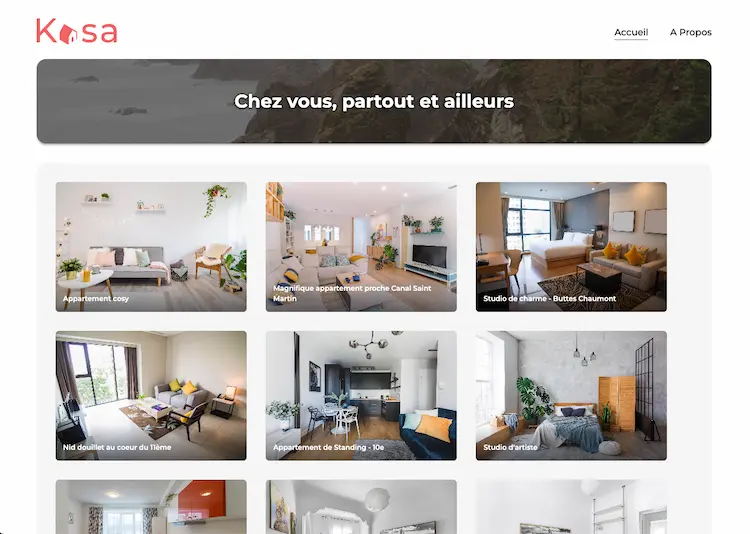 Kasa
Accueil
A Propos
Chez vous, partout et ailleurs
Appartement cosy
Magnifique appartement proche Canal Saint
Martin
Studio de charme - Buttes Chaumont
Nid douillet au coeur du 11ème
Appartement de Standing - 10e
Studio d'artiste